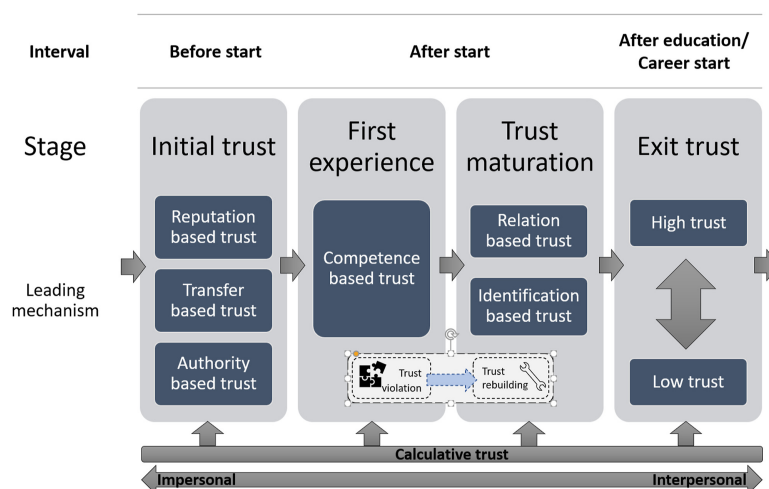 Interval
Before start
After start
After education/
Career start
Stage
Initial trust
First
experience
Trust
maturation
Exit trust
Leading
mechanism
Reputation
based trust
Transfer
based trust
Authority
based trust
Competence
based trust
Relation
based trust
Identification
based trust
High trust
Low trust
Trust
violation
Trust
rebuilding
Calculative trust
Impersonal
Interpersonal